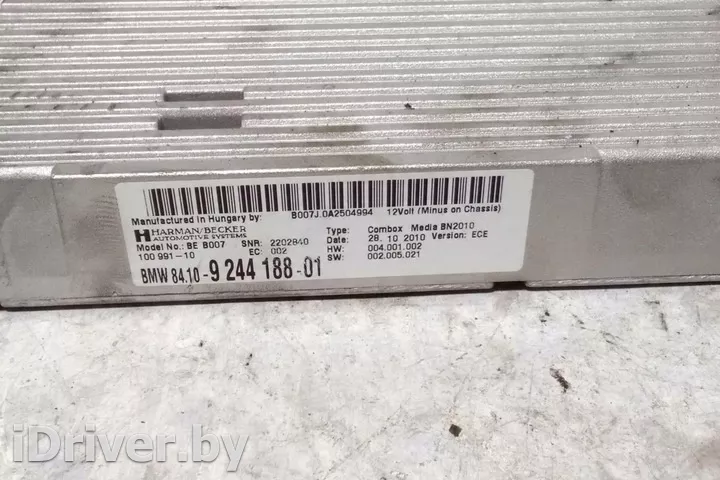 Manufactured in Hungary by: B007J.0A2504994 12Volt (Minus on Chassis)
HARMAN/BECKER
AUTOMOTIVE SYSTEMS
Type: Combox Media BN2010
Model No.: BE B007 SNR: 2202840 Date: 28. 10 2010 Version: ECE
100 991-10 EC: 002 HW: 004.001.002
SW: 002.005.021
BMW 84.10-9 244 188-01
iDriver.by